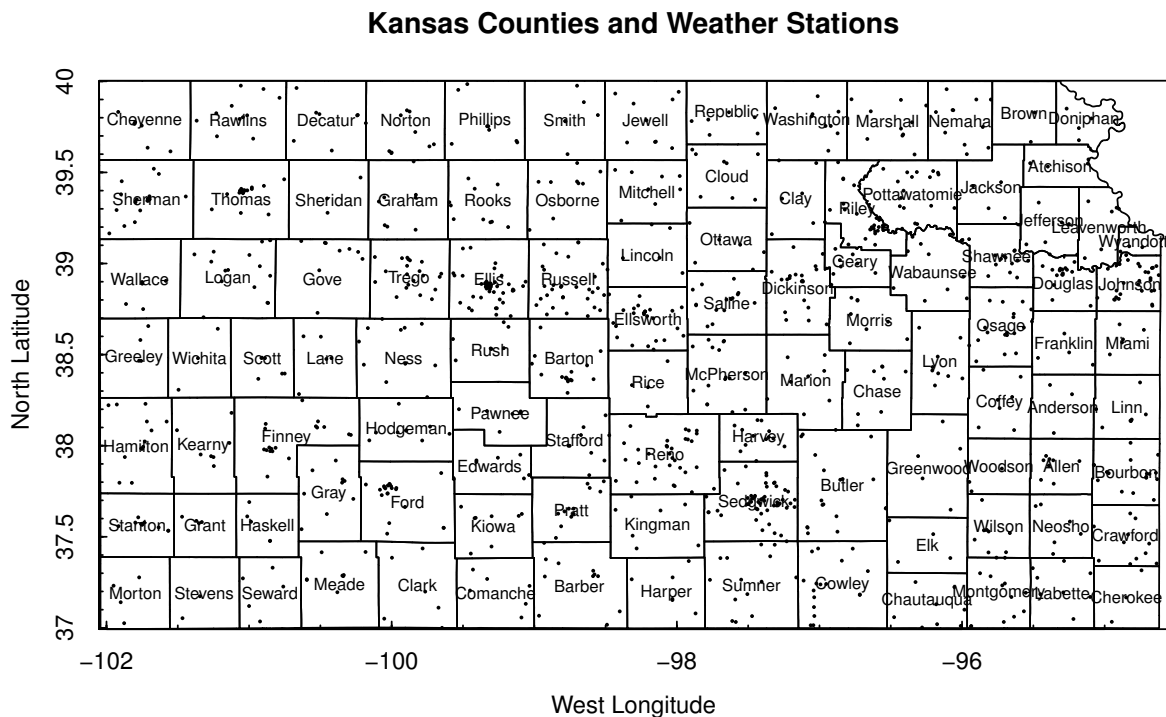 Kansas Counties and Weather Stations
40
39.5
39
38.5
38
37.5
37
North Latitude
Cheyenne Rawlins Decatur Norton Phillips Smith Jewell Republic Washington Marshall Nemaha Brown Doniphan
Sherman Thomas Sheridan Graham Rooks Osborne Mitchell Cloud Clay Riley Pottawatomie Jackson Atchison
Jefferson Leavenworth Wyandott
Wallace Logan Gove Trego Ellis Russell Lincoln Ottawa Dickinson Geary Wabaunsee Shawnee Douglas Johnson
Ellsworth Saline Morris Osage
Greeley Wichita Scott Lane Ness Rush Barton Rice McPherson Marion Chase Lyon Franklin Miami
Hamilton Kearny Finney Hodgeman Pawnee Stafford Reno Harvey Coffey Anderson Linn
Edwards Greenwood Woodson Allen Bourbon
Gray Ford Sedgwick Butler
Stanton Grant Haskell Kiowa Pratt Kingman Elk Wilson Neosho Crawford
Morton Stevens Seward Meade Clark Comanche Barber Harper Sumner Cowley Chautauqua Montgomery Labette Cherokee
−102 −100 −98 −96
West Longitude